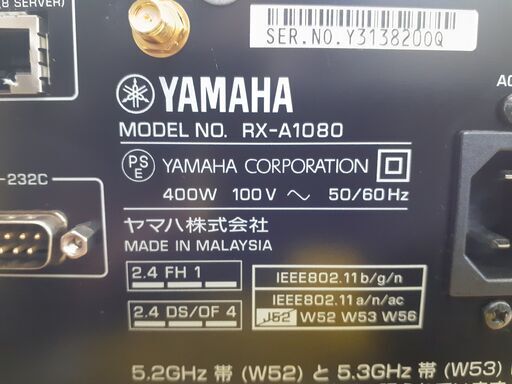 SERVER)
SER.NO.Y3138200Q
YAMAHA
MODEL NO. RX-A1080
AC
PSE YAMAHA CORPORATION
-232C
400W 100V ～ 50/60Hz
ヤマハ株式会社
MADE IN MALAYSIA
2.4 FH 1
IEEE802.11b/g/n
IEEE802.11a/n/ac
2.4 DS/OF 4
J52 W52 W53 W56
5.2GHz 帯 (W52) と 5.3GHz 帯 (W53)